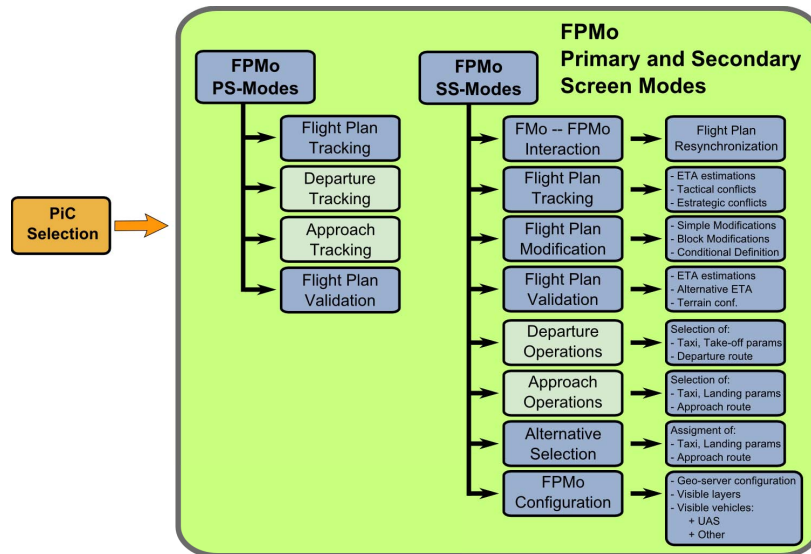 FPMo
Primary and Secondary
Screen Modes
PiC
Selection
FPMo
PS-Modes
Flight Plan
Tracking
Departure
Tracking
Approach
Tracking
Flight Plan
Validation
FPMo
SS-Modes
FMo -- FPMo
Interaction
Flight Plan
Resynchronization
Flight Plan
Tracking
- ETA estimations
- Tactical conflicts
- Estrategic conflicts
Flight Plan
Modification
- Simple Modifications
- Block Modifications
- Conditional Definition
Flight Plan
Validation
- ETA estimations
- Alternative ETA
- Terrain conf.
Departure
Operations
Selection of:
- Taxi, Take-off params
- Departure route
Approach
Operations
Selection of:
- Taxi, Landing params
- Approach route
Alternative
Selection
Assigment of:
- Taxi, Landing params
- Approach route
FPMo
Configuration
- Geo-server configuration
- Visible layers
- Visible vehicles:
+ UAS
+ Other